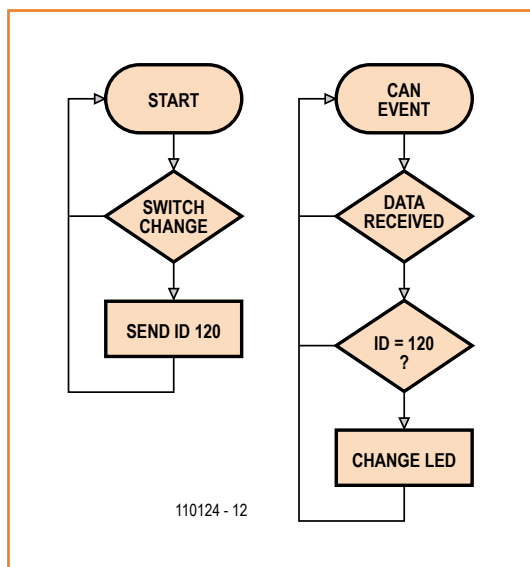 START
SWITCH
CHANGE
SEND ID 120
CAN
EVENT
DATA
RECEIVED
ID = 120
?
CHANGE LED
110124 - 12